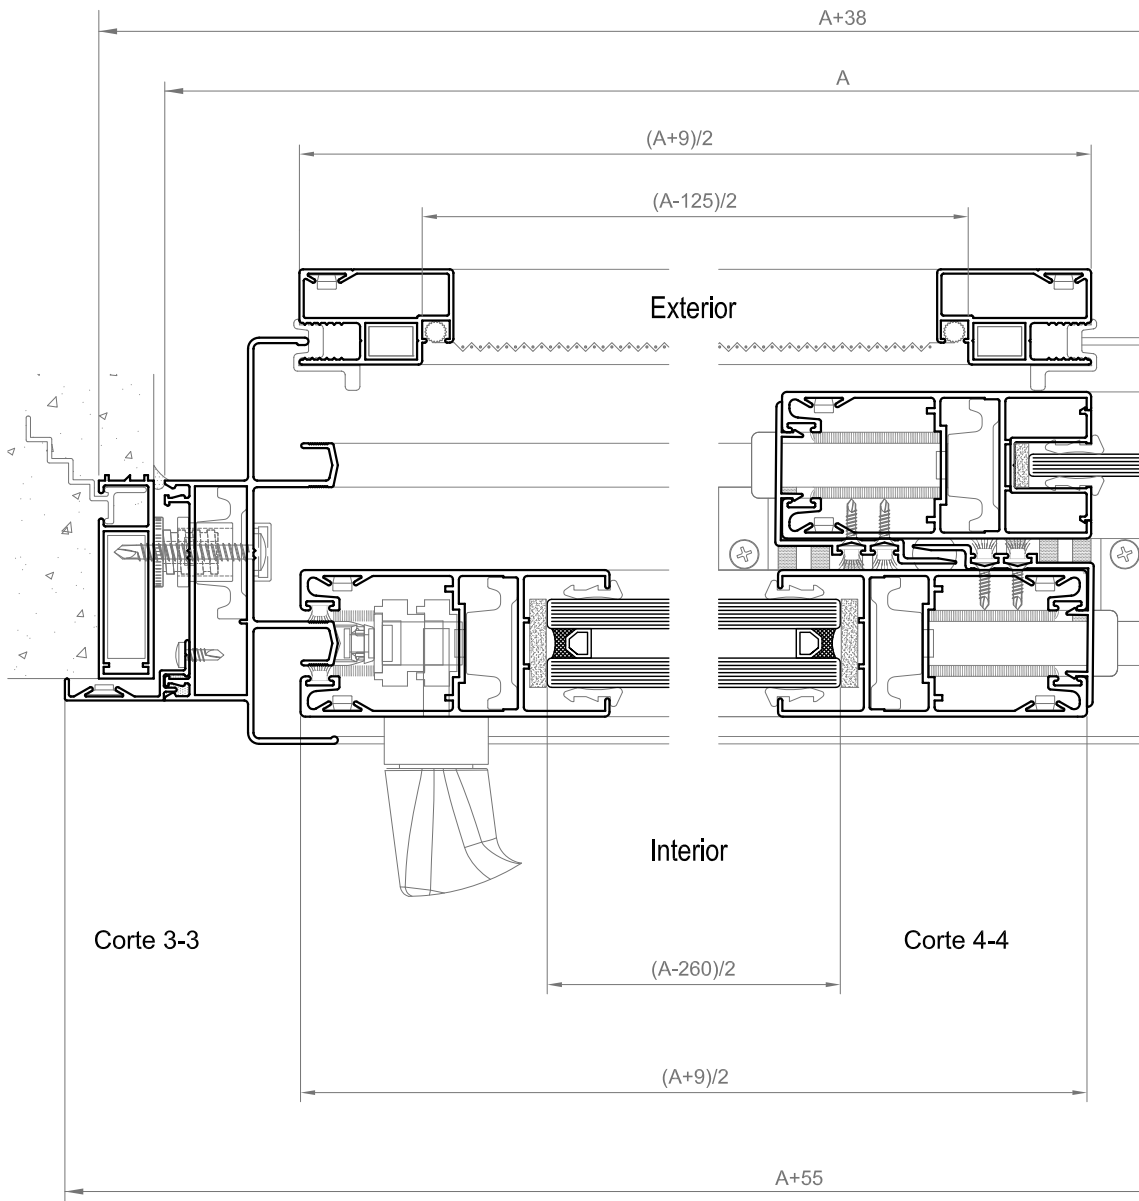 A+38
A
(A+9)/2
(A-125)/2
Exterior
Interior
Corte 3-3
Corte 4-4
(A-260)/2
(A+9)/2
A+55